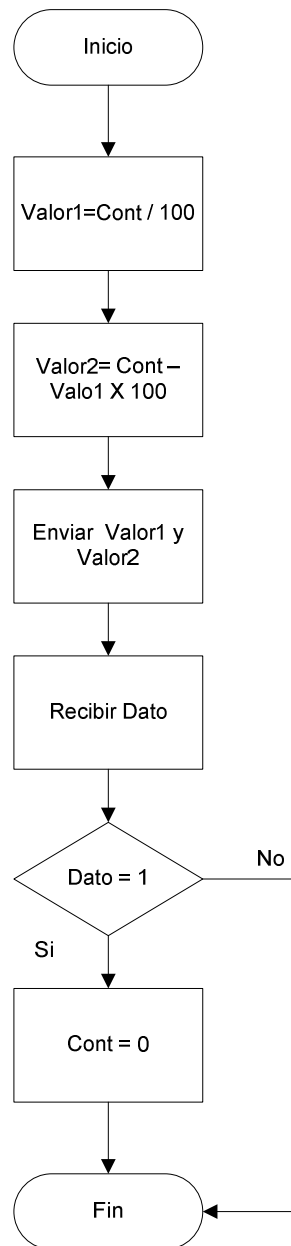 Inicio
Valor1=Cont / 100
Valor2= Cont –
Valo1 X 100
Enviar Valor1 y
Valor2
Recibir Dato
Dato = 1
No
Si
Cont = 0
Fin